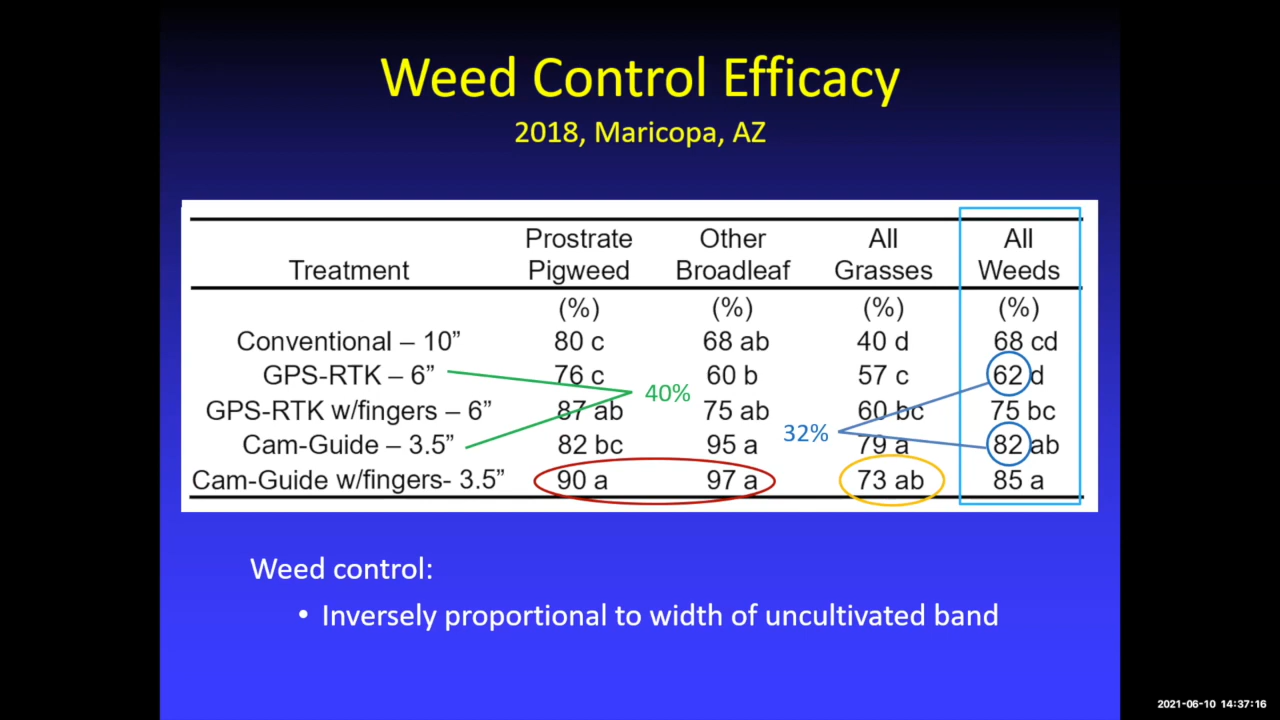 Weed Control Efficacy
2018, Maricopa, AZ
Treatment Prostrate Pigweed Other Broadleaf All Grasses All Weeds
(%) (%) (%) (%)
Conventional – 10” 80 c 68 ab 40 d 68 cd
GPS-RTK – 6” 76 c 60 b 57 c 62 d
40%
GPS-RTK w/fingers – 6” 87 ab 75 ab 60 bc 75 bc
32%
Cam-Guide – 3.5” 82 bc 95 a 79 a 82 ab
Cam-Guide w/fingers- 3.5” 90 a 97 a 73 ab 85 a
Weed control:
• Inversely proportional to width of uncultivated band
2021-06-10 14:37:16